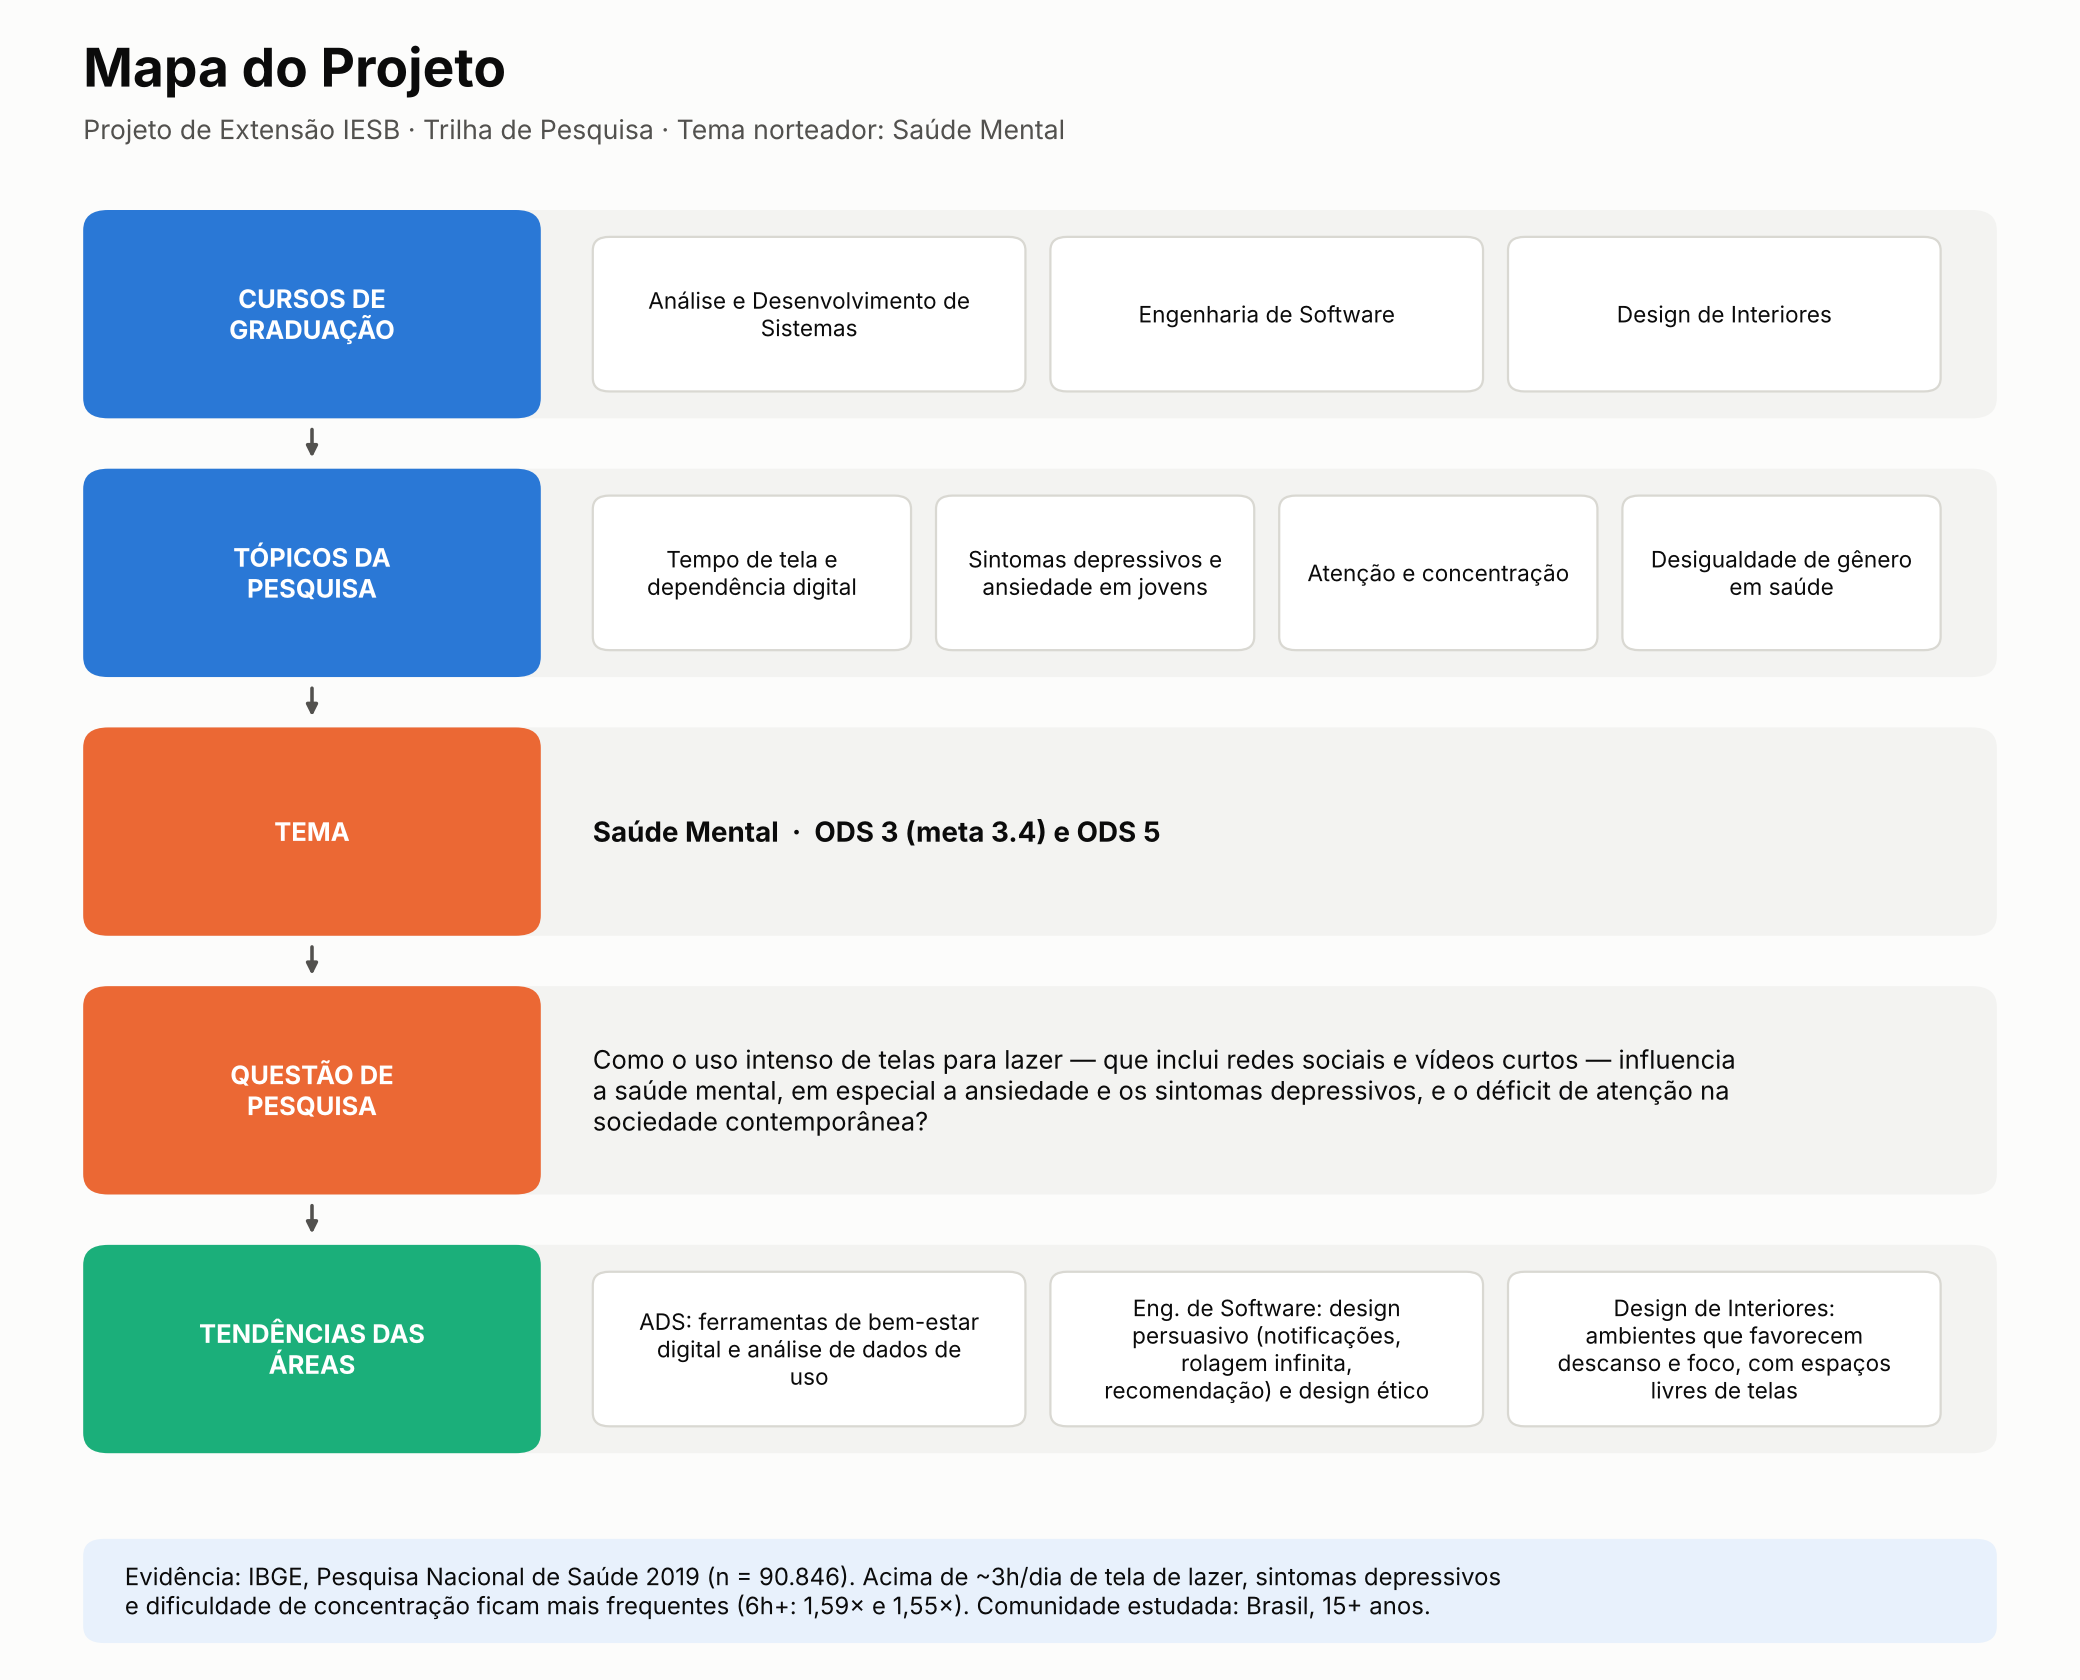 Mapa do Projeto
Projeto de Extensão IESB · Trilha de Pesquisa · Tema norteador: Saúde Mental
CURSOS DE
GRADUAÇÃO
Análise e Desenvolvimento de
Sistemas
Engenharia de Software
Design de Interiores
TÓPICOS DA
PESQUISA
Tempo de tela e
dependência digital
Sintomas depressivos e
ansiedade em jovens
Atenção e concentração
Desigualdade de gênero
em saúde
TEMA
Saúde Mental · ODS 3 (meta 3.4) e ODS 5
QUESTÃO DE
PESQUISA
Como o uso intenso de telas para lazer — que inclui redes sociais e vídeos curtos — influencia
a saúde mental, em especial a ansiedade e os sintomas depressivos, e o déficit de atenção na
sociedade contemporânea?
TENDÊNCIAS DAS
ÁREAS
ADS: ferramentas de bem-estar
digital e análise de dados de
uso
Eng. de Software: design
persuasivo (notificações,
rolagem infinita,
recomendação) e design ético
Design de Interiores:
ambientes que favorecem
descanso e foco, com espaços
livres de telas
Evidência: IBGE, Pesquisa Nacional de Saúde 2019 (n = 90.846). Acima de ~3h/dia de tela de lazer, sintomas depressivos
e dificuldade de concentração ficam mais frequentes (6h+: 1,59× e 1,55×). Comunidade estudada: Brasil, 15+ anos.